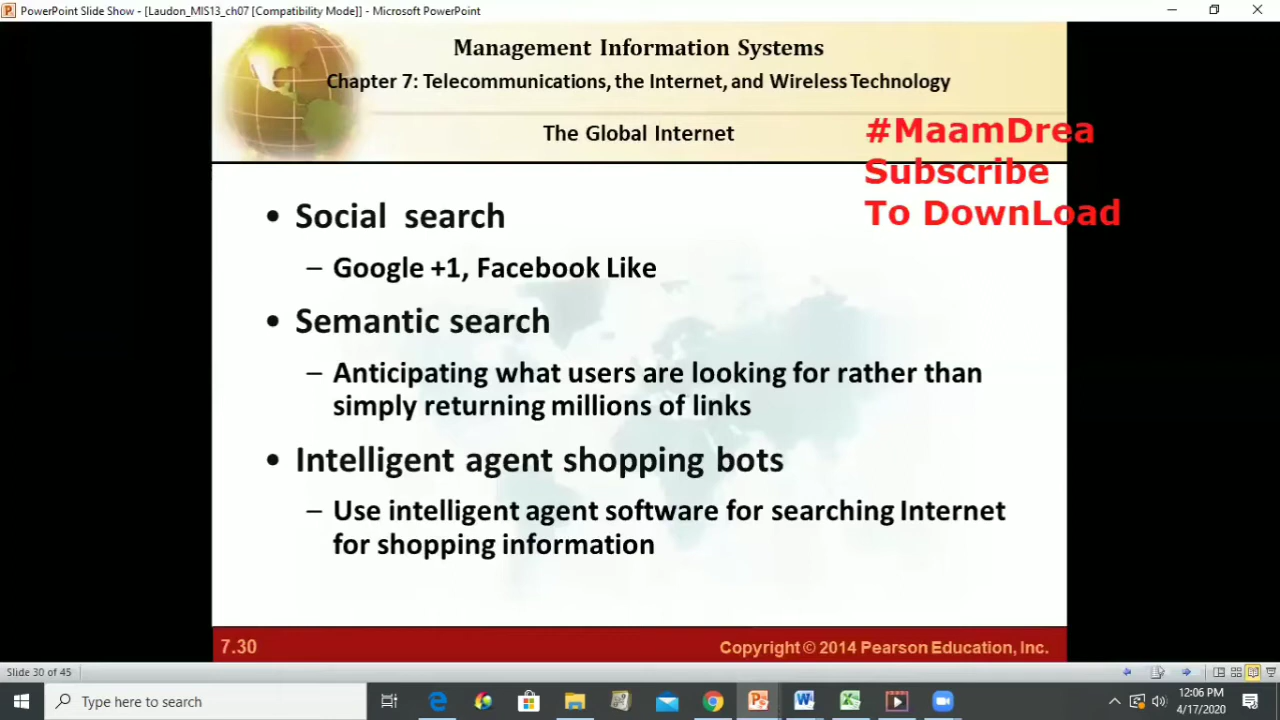 PowerPoint Slide Show - [Laudon_MIS13_ch07 [Compatibility Mode]] - Microsoft PowerPoint
Management Information Systems
Chapter 7: Telecommunications, the Internet, and Wireless Technology
The Global Internet
#MaamDrea
Subscribe
To DownLoad
• Social search
– Google +1, Facebook Like
• Semantic search
– Anticipating what users are looking for rather than
simply returning millions of links
• Intelligent agent shopping bots
– Use intelligent agent software for searching Internet
for shopping information
7.30
Copyright © 2014 Pearson Education, Inc.
Slide 30 of 45
Type here to search
12:06 PM
4/17/2020